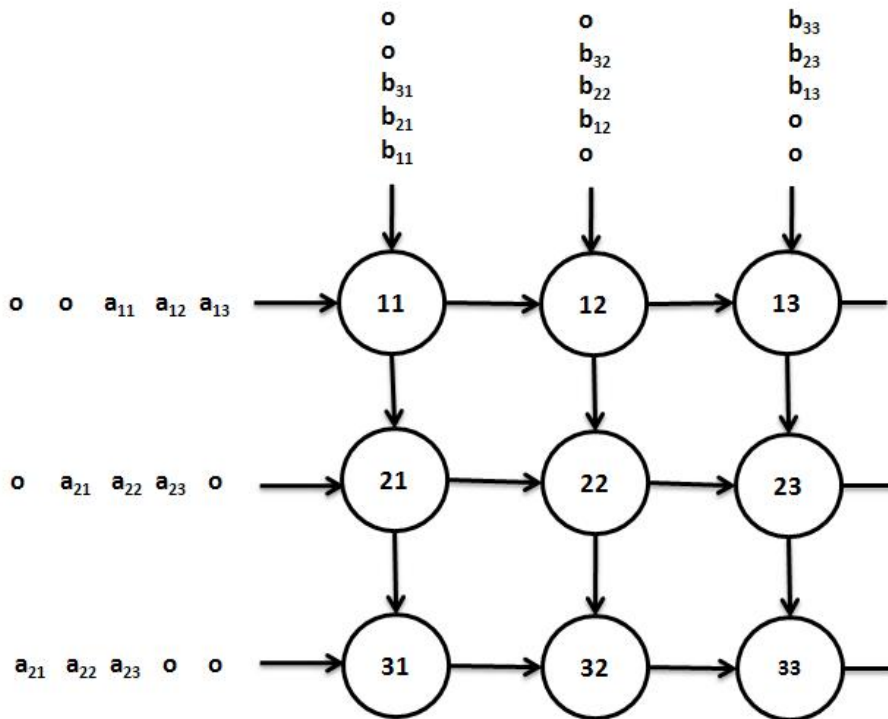 o o b₃₃
o b₃₂ b₂₃
b₃₁ b₂₂ b₁₃
b₂₁ b₁₂ o
b₁₁ o o
o o a₁₁ a₁₂ a₁₃ 11 12 13
o a₂₁ a₂₂ a₂₃ o 21 22 23
a₂₁ a₂₂ a₂₃ o o 31 32 33